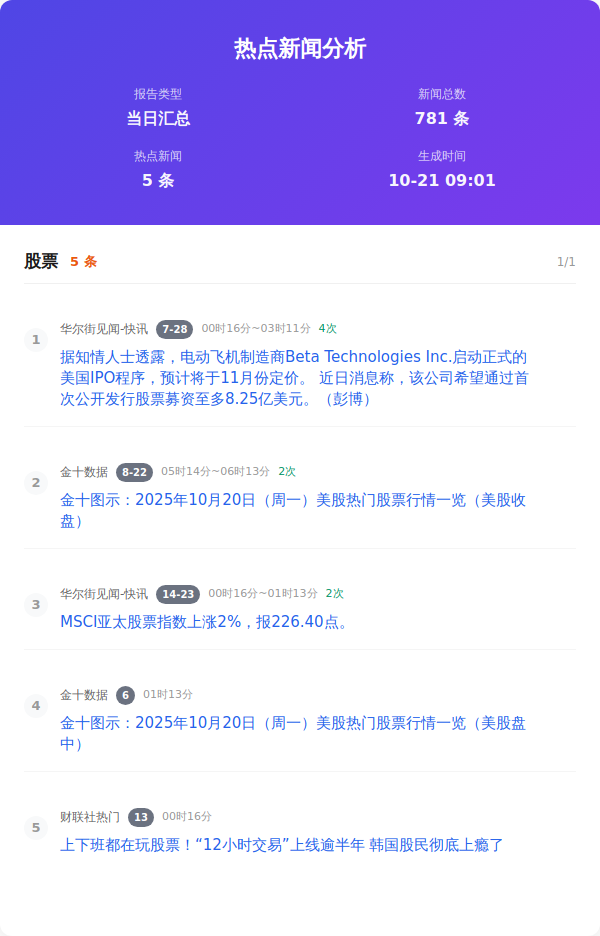 热点新闻分析
报告类型
新闻总数
当日汇总
781 条
热点新闻
生成时间
5 条
10-21 09:01
股票 5 条 1/1
1
华尔街见闻-快讯 7-28 00时16分~03时11分 4次
据知情人士透露，电动飞机制造商Beta Technologies Inc.启动正式的
美国IPO程序，预计将于11月份定价。 近日消息称，该公司希望通过首
次公开发行股票募资至多8.25亿美元。（彭博）
2
金十数据 8-22 05时14分~06时13分 2次
金十图示：2025年10月20日（周一）美股热门股票行情一览（美股收
盘）
3
华尔街见闻-快讯 14-23 00时16分~01时13分 2次
MSCI亚太股票指数上涨2%，报226.40点。
4
金十数据 6 01时13分
金十图示：2025年10月20日（周一）美股热门股票行情一览（美股盘
中）
5
财联社热门 13 00时16分
上下班都在玩股票！“12小时交易”上线逾半年 韩国股民彻底上瘾了